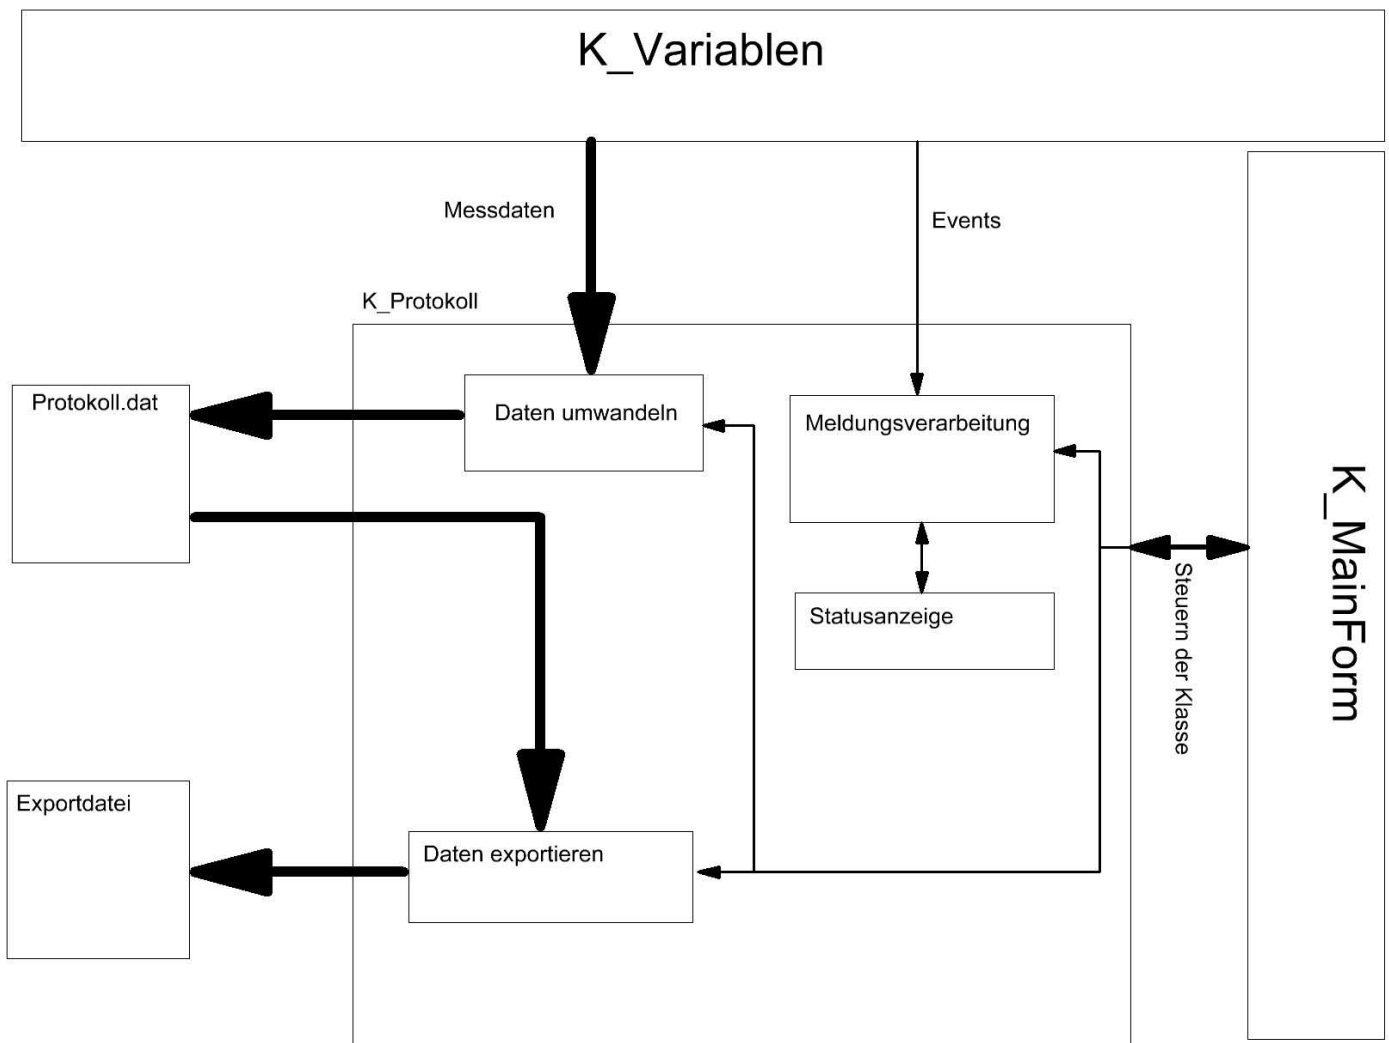 K_Variablen
Messdaten
Events
K_Protokoll
Protokoll.dat
Daten umwandeln
Meldungsverarbeitung
K_MainForm
Steuern der Klasse
Statusanzeige
Exportdatei
Daten exportieren